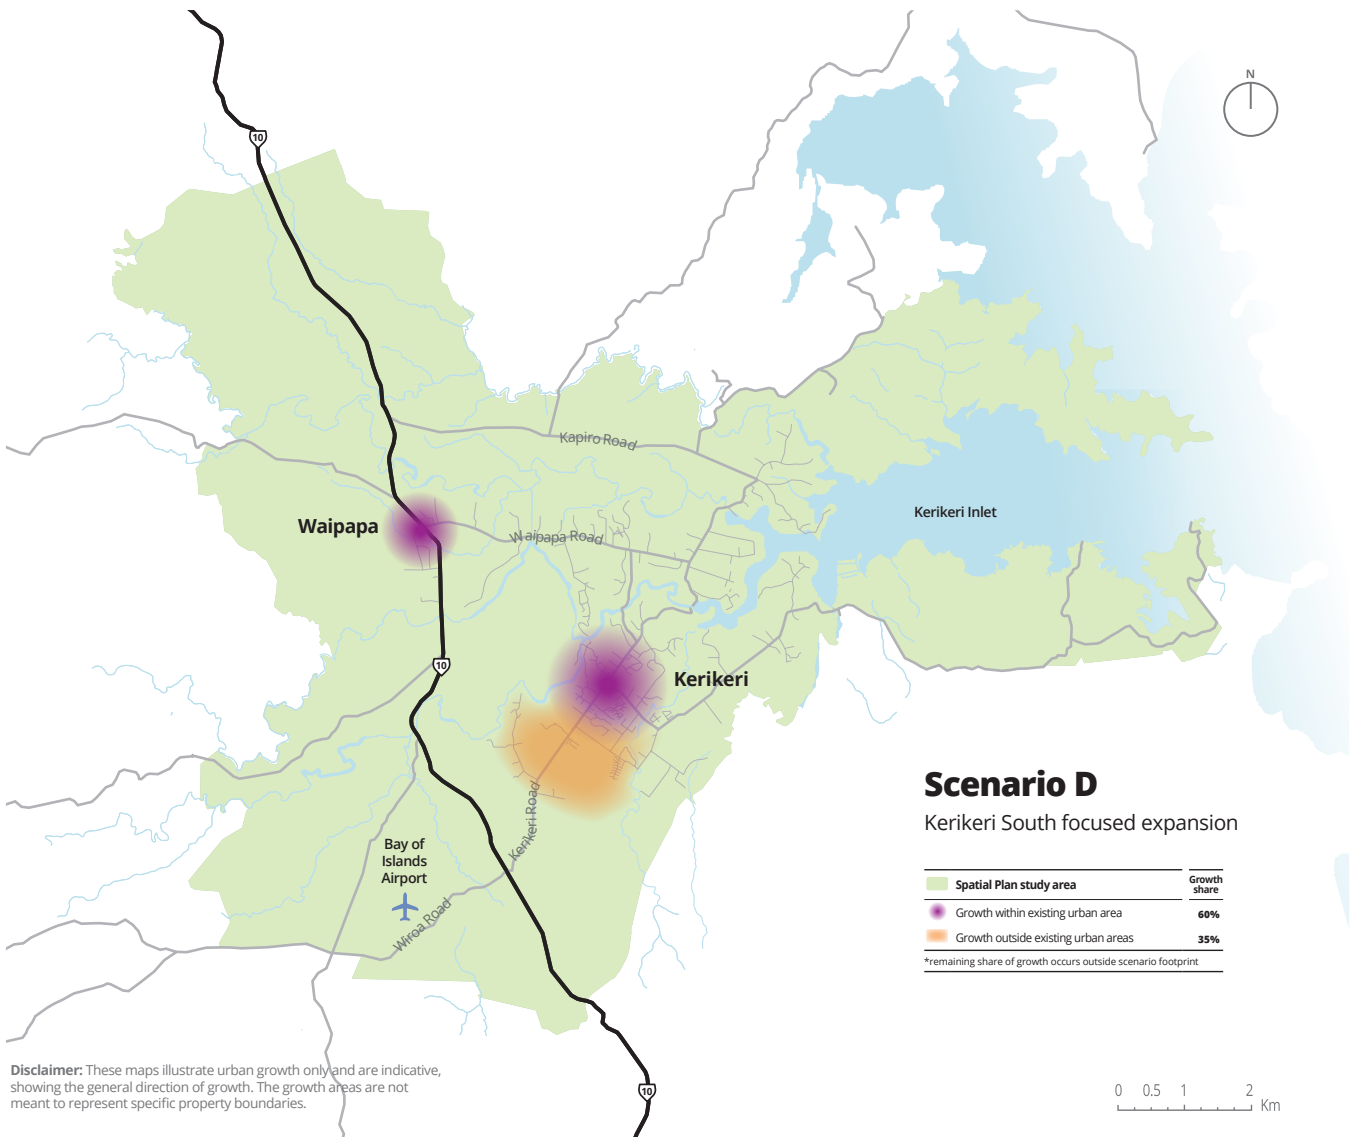 N
10
Kapiro Road
Waipapa
Waipapa Road
Kerikeri Inlet
10
Kerikeri
Kerikeri Road
Bay of
Islands
Airport
Wiroa Road
10
Scenario D
Kerikeri South focused expansion
Spatial Plan study area
Growth
share
Growth within existing urban area 60%
Growth outside existing urban areas 35%
*remaining share of growth occurs outside scenario footprint
Disclaimer: These maps illustrate urban growth only and are indicative,
showing the general direction of growth. The growth areas are not
meant to represent specific property boundaries.
0 0.5 1 2
Km